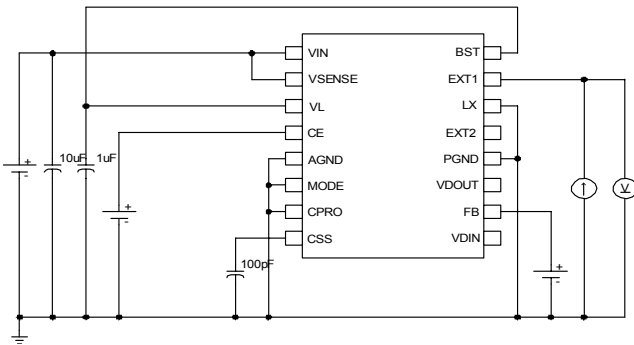 VIN
VSENSE
VL
CE
AGND
MODE
CPRO
CSS
BST
EXT1
LX
EXT2
PGND
VDOUT
FB
VDIN
10uF
1uF
100pF
+
-
+
-
+
-
V